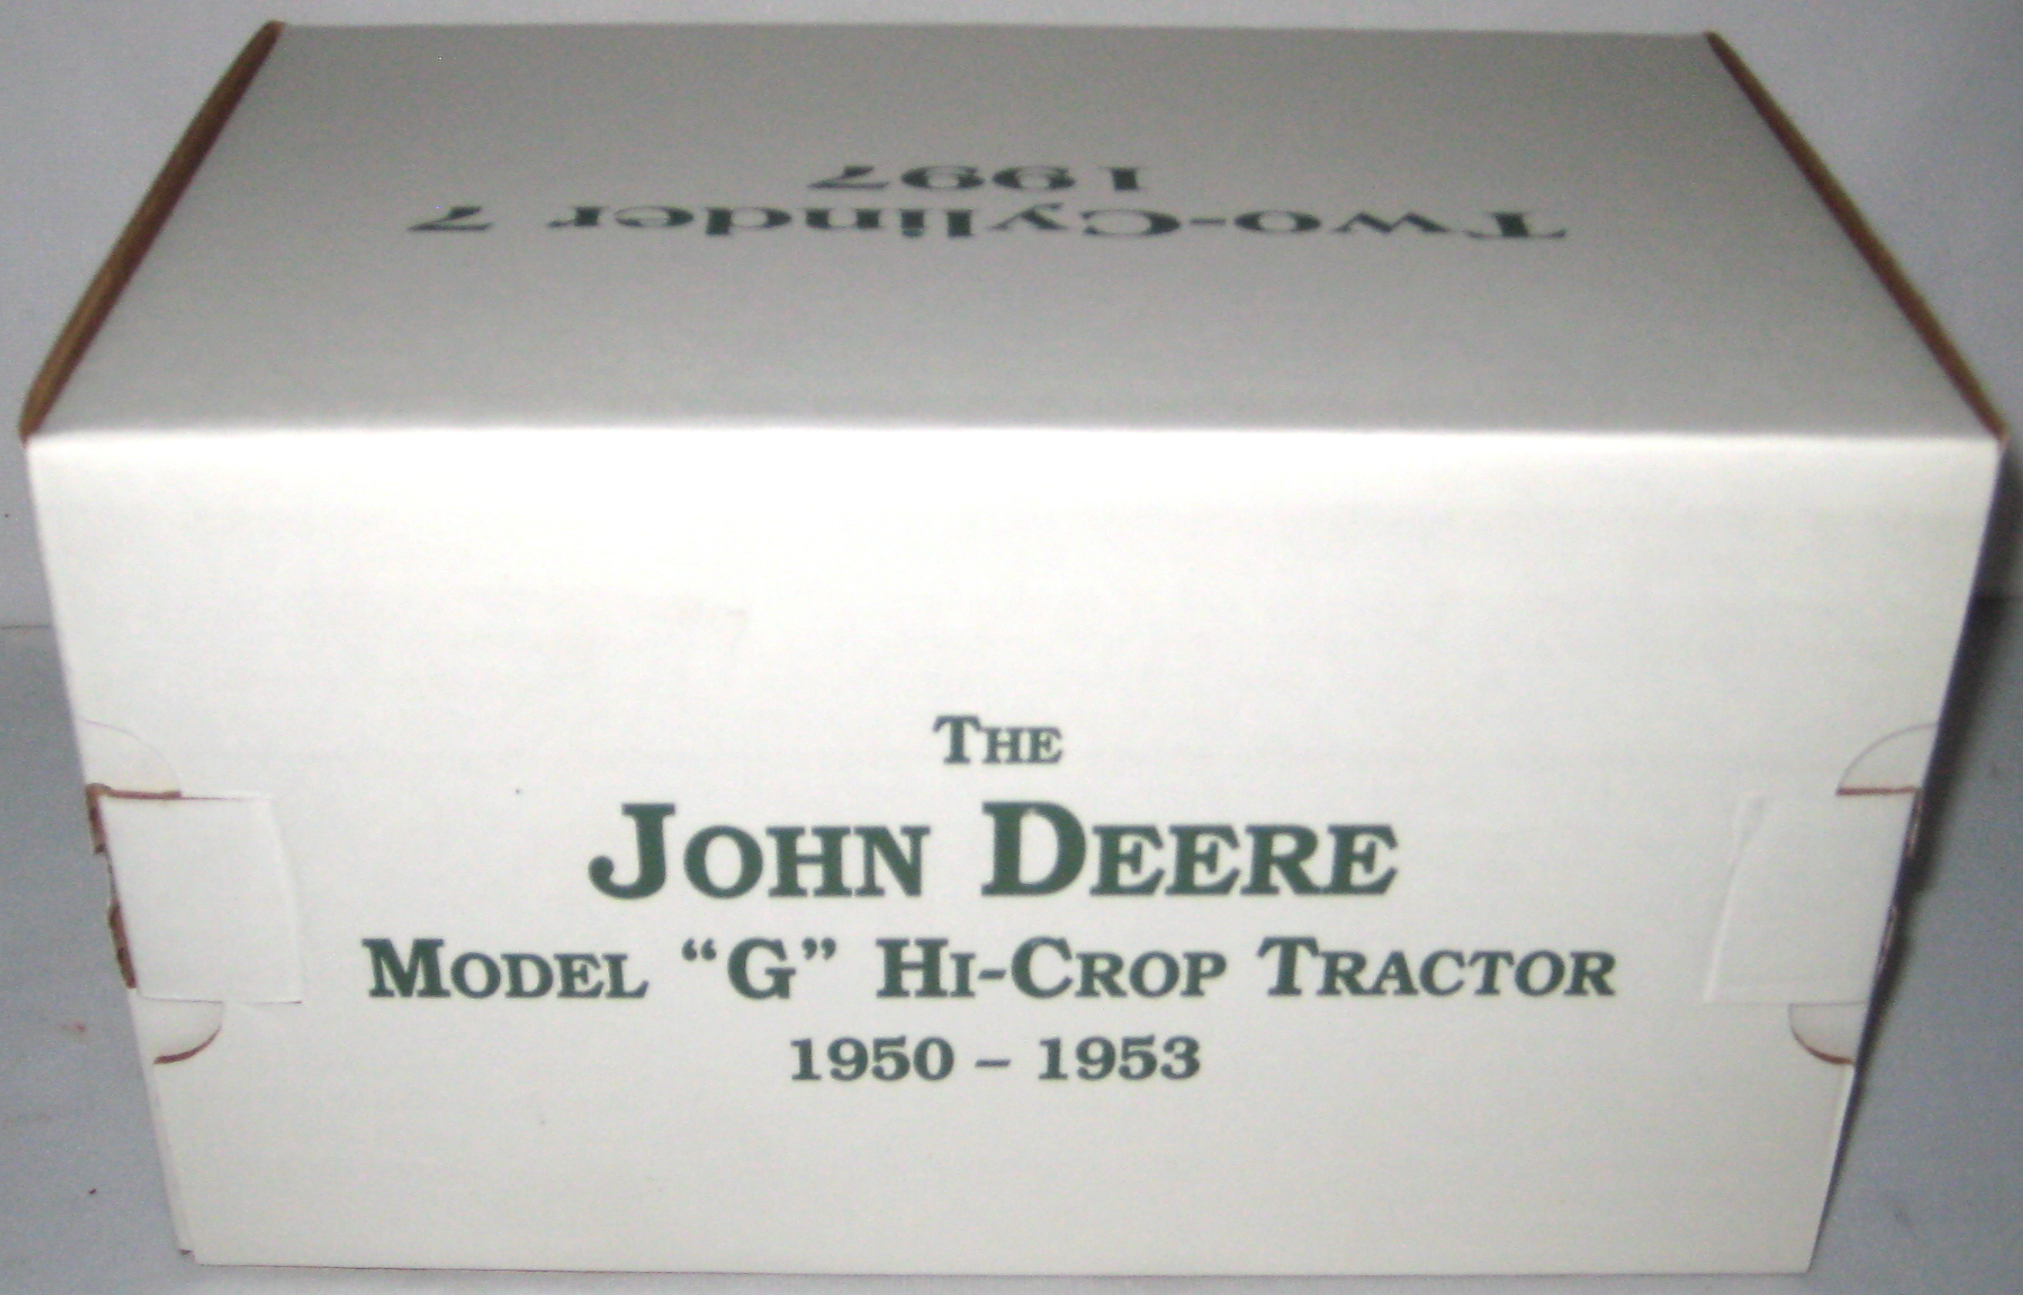 Two-Cylinder 7
1997
THE
JOHN DEERE
MODEL “G” HI-CROP TRACTOR
1950 – 1953